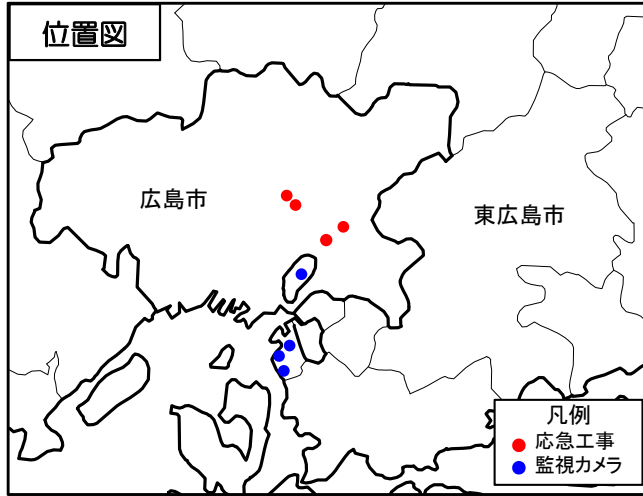 位置図
広島市
東広島市
凡例
応急工事
監視カメラ